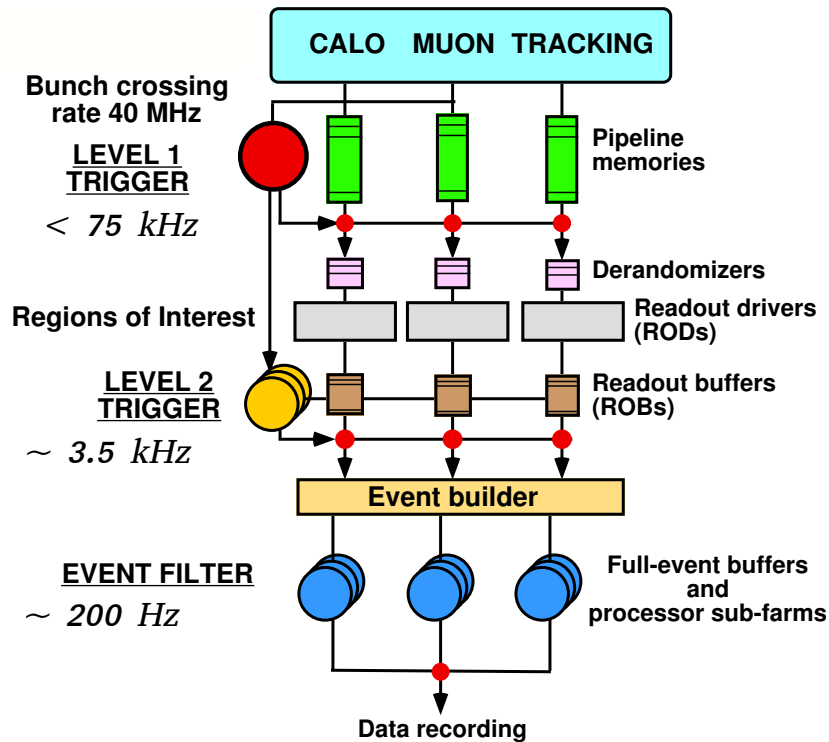 CALO MUON TRACKING
Bunch crossing
rate 40 MHz
LEVEL 1
TRIGGER
< 75 kHz
Pipeline
memories
Derandomizers
Regions of Interest
Readout drivers
(RODs)
LEVEL 2
TRIGGER
~ 3.5 kHz
Readout buffers
(ROBs)
Event builder
EVENT FILTER
~ 200 Hz
Full-event buffers
and
processor sub-farms
Data recording